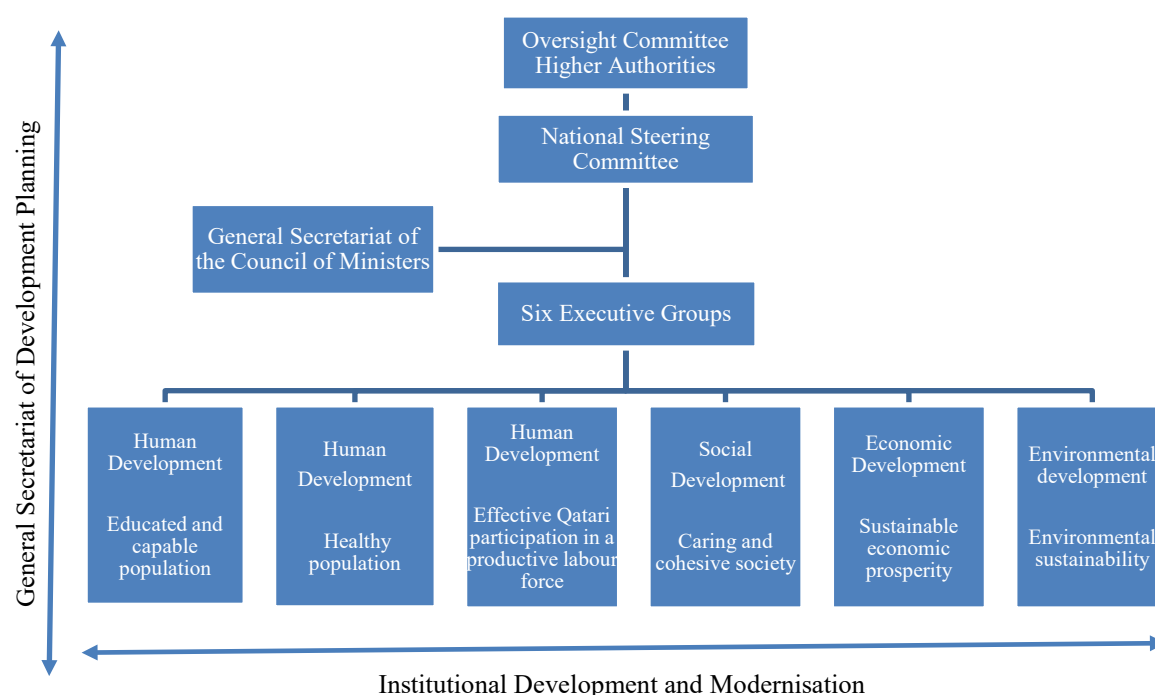 General Secretariat of Development Planning
Oversight Committee
Higher Authorities
National Steering
Committee
General Secretariat of
the Council of Ministers
Six Executive Groups
Human
Development
Educated and
capable
population
Human
Development
Healthy
population
Human
Development
Effective Qatari
participation in a
productive labour
force
Social
Development
Caring and
cohesive society
Economic
Development
Sustainable
economic
prosperity
Environmental
development
Environmental
sustainability
Institutional Development and Modernisation